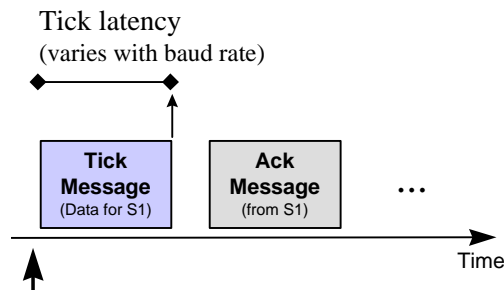 Tick latency
(varies with baud rate)
Tick
Message
(Data for S1)
Ack
Message
(from S1)
...
Time